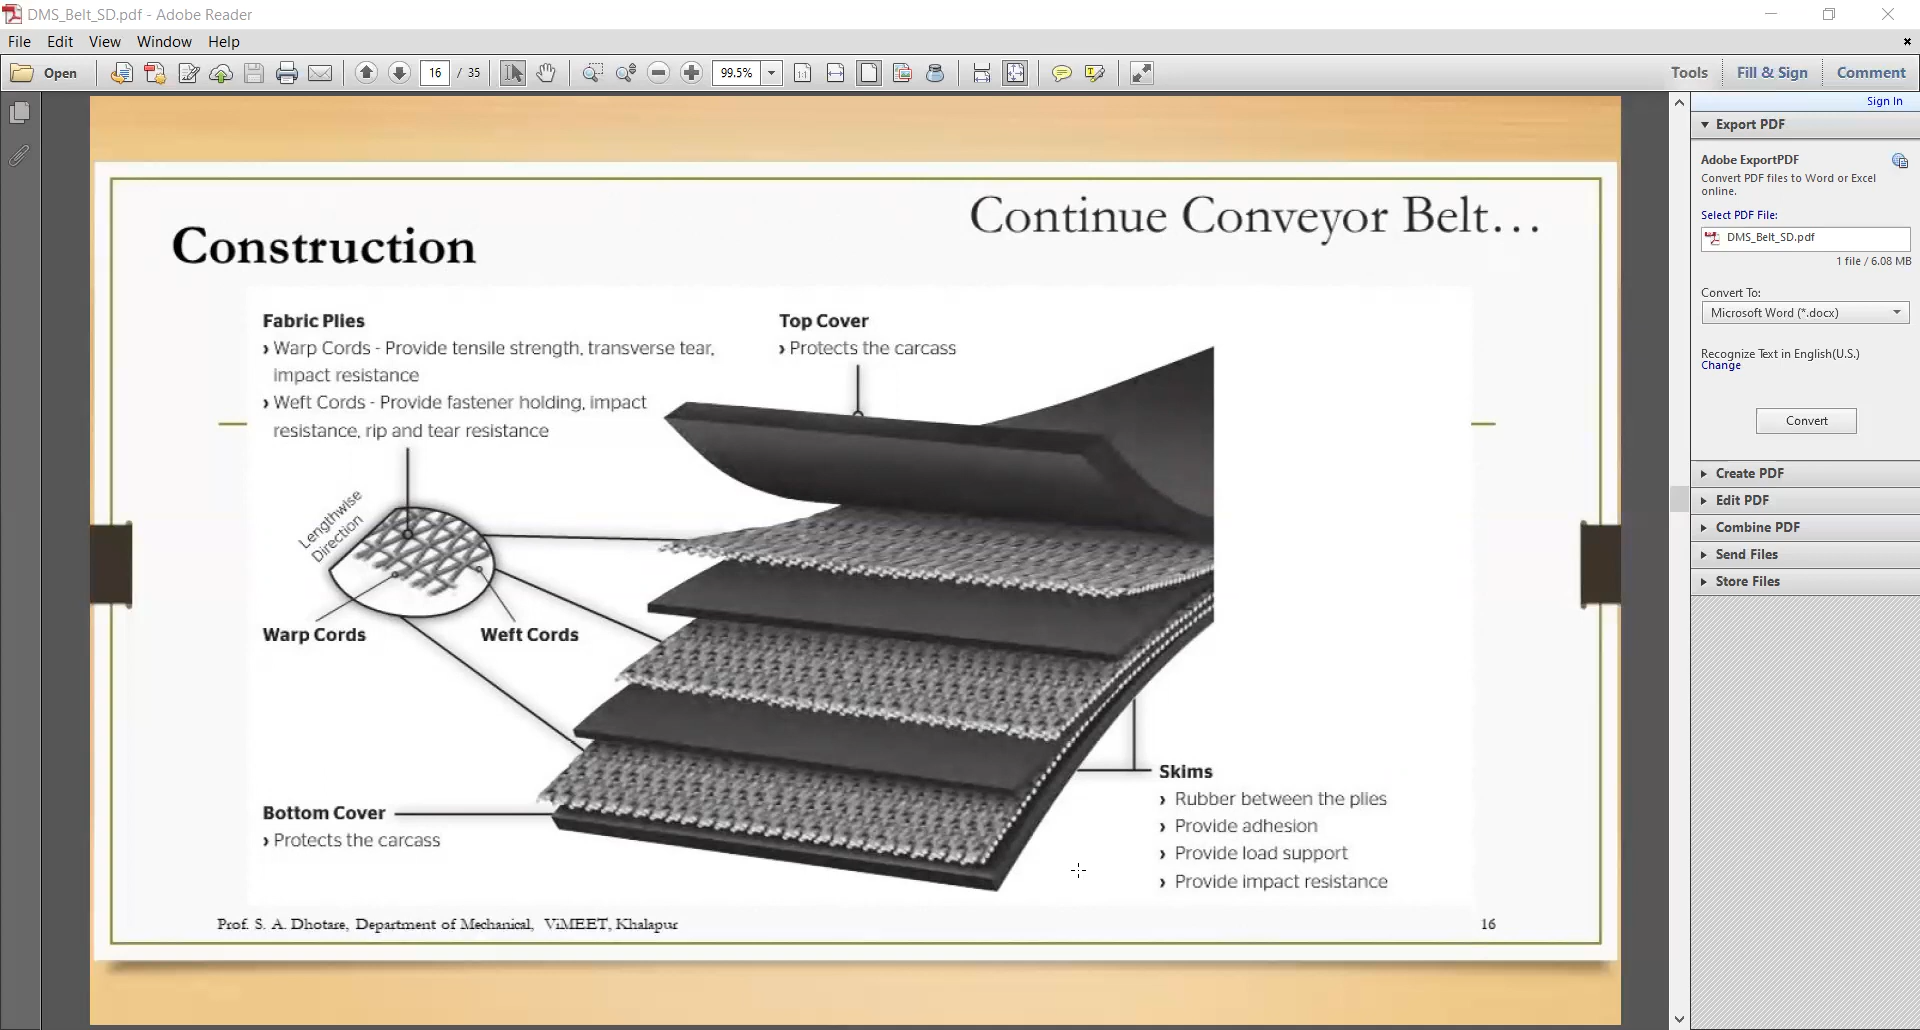 DMS_Belt_SD.pdf - Adobe Reader
File Edit View Window Help
Open 16 / 35 99.5% Tools Fill & Sign Comment
Sign In
Export PDF
Adobe ExportPDF
Convert PDF files to Word or Excel
online.
Select PDF File:
DMS_Belt_SD.pdf
1 file / 6.08 MB
Convert To:
Microsoft Word (*.docx)
Recognize Text in English(U.S.)
Change
Convert
Create PDF
Edit PDF
Combine PDF
Send Files
Store Files
Continue Conveyor Belt...
Construction
Fabric Plies
› Warp Cords - Provide tensile strength, transverse tear,
impact resistance
› Weft Cords - Provide fastener holding, impact
resistance, rip and tear resistance
Top Cover
› Protects the carcass
Lengthwise
Direction
Warp Cords
Weft Cords
Bottom Cover
› Protects the carcass
Skims
› Rubber between the plies
› Provide adhesion
› Provide load support
› Provide impact resistance
Prof. S. A. Dhotare, Department of Mechanical, ViMEET, Khalapur
16